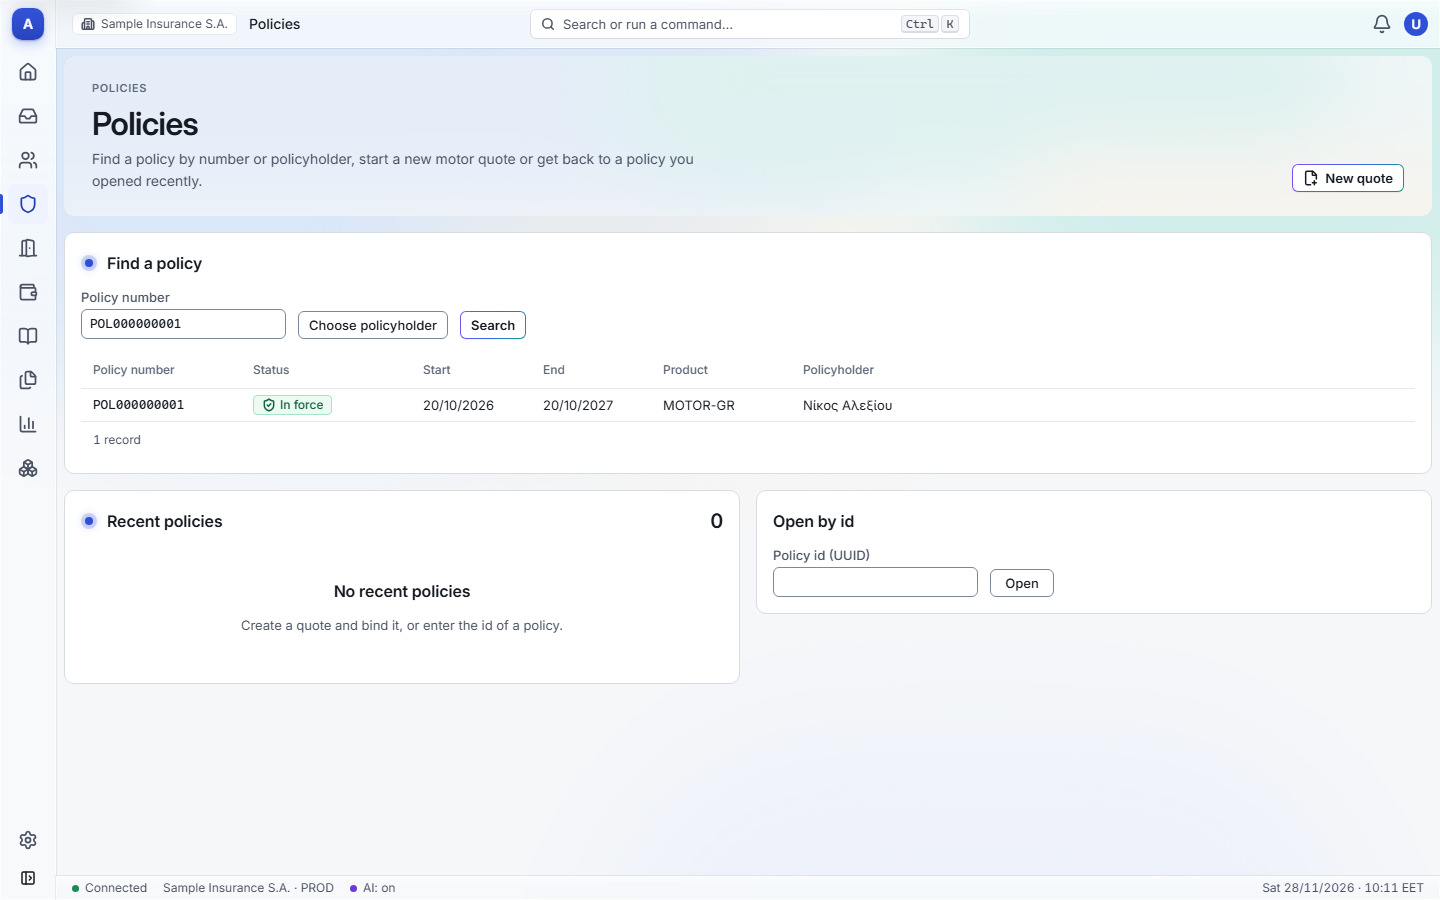 A
Sample Insurance S.A.
Policies
Search or run a command...
Ctrl K
U
POLICIES
Policies
Find a policy by number or policyholder, start a new motor quote or get back to a policy you
opened recently.
New quote
Find a policy
Policy number
POL000000001
Choose policyholder
Search
Policy number Status Start End Product Policyholder
POL000000001 In force 20/10/2026 20/10/2027 MOTOR-GR Νίκος Αλεξίου
1 record
Recent policies 0
No recent policies
Create a quote and bind it, or enter the id of a policy.
Open by id
Policy id (UUID)
Open
Connected Sample Insurance S.A. · PROD AI: on Sat 28/11/2026 · 10:11 EET